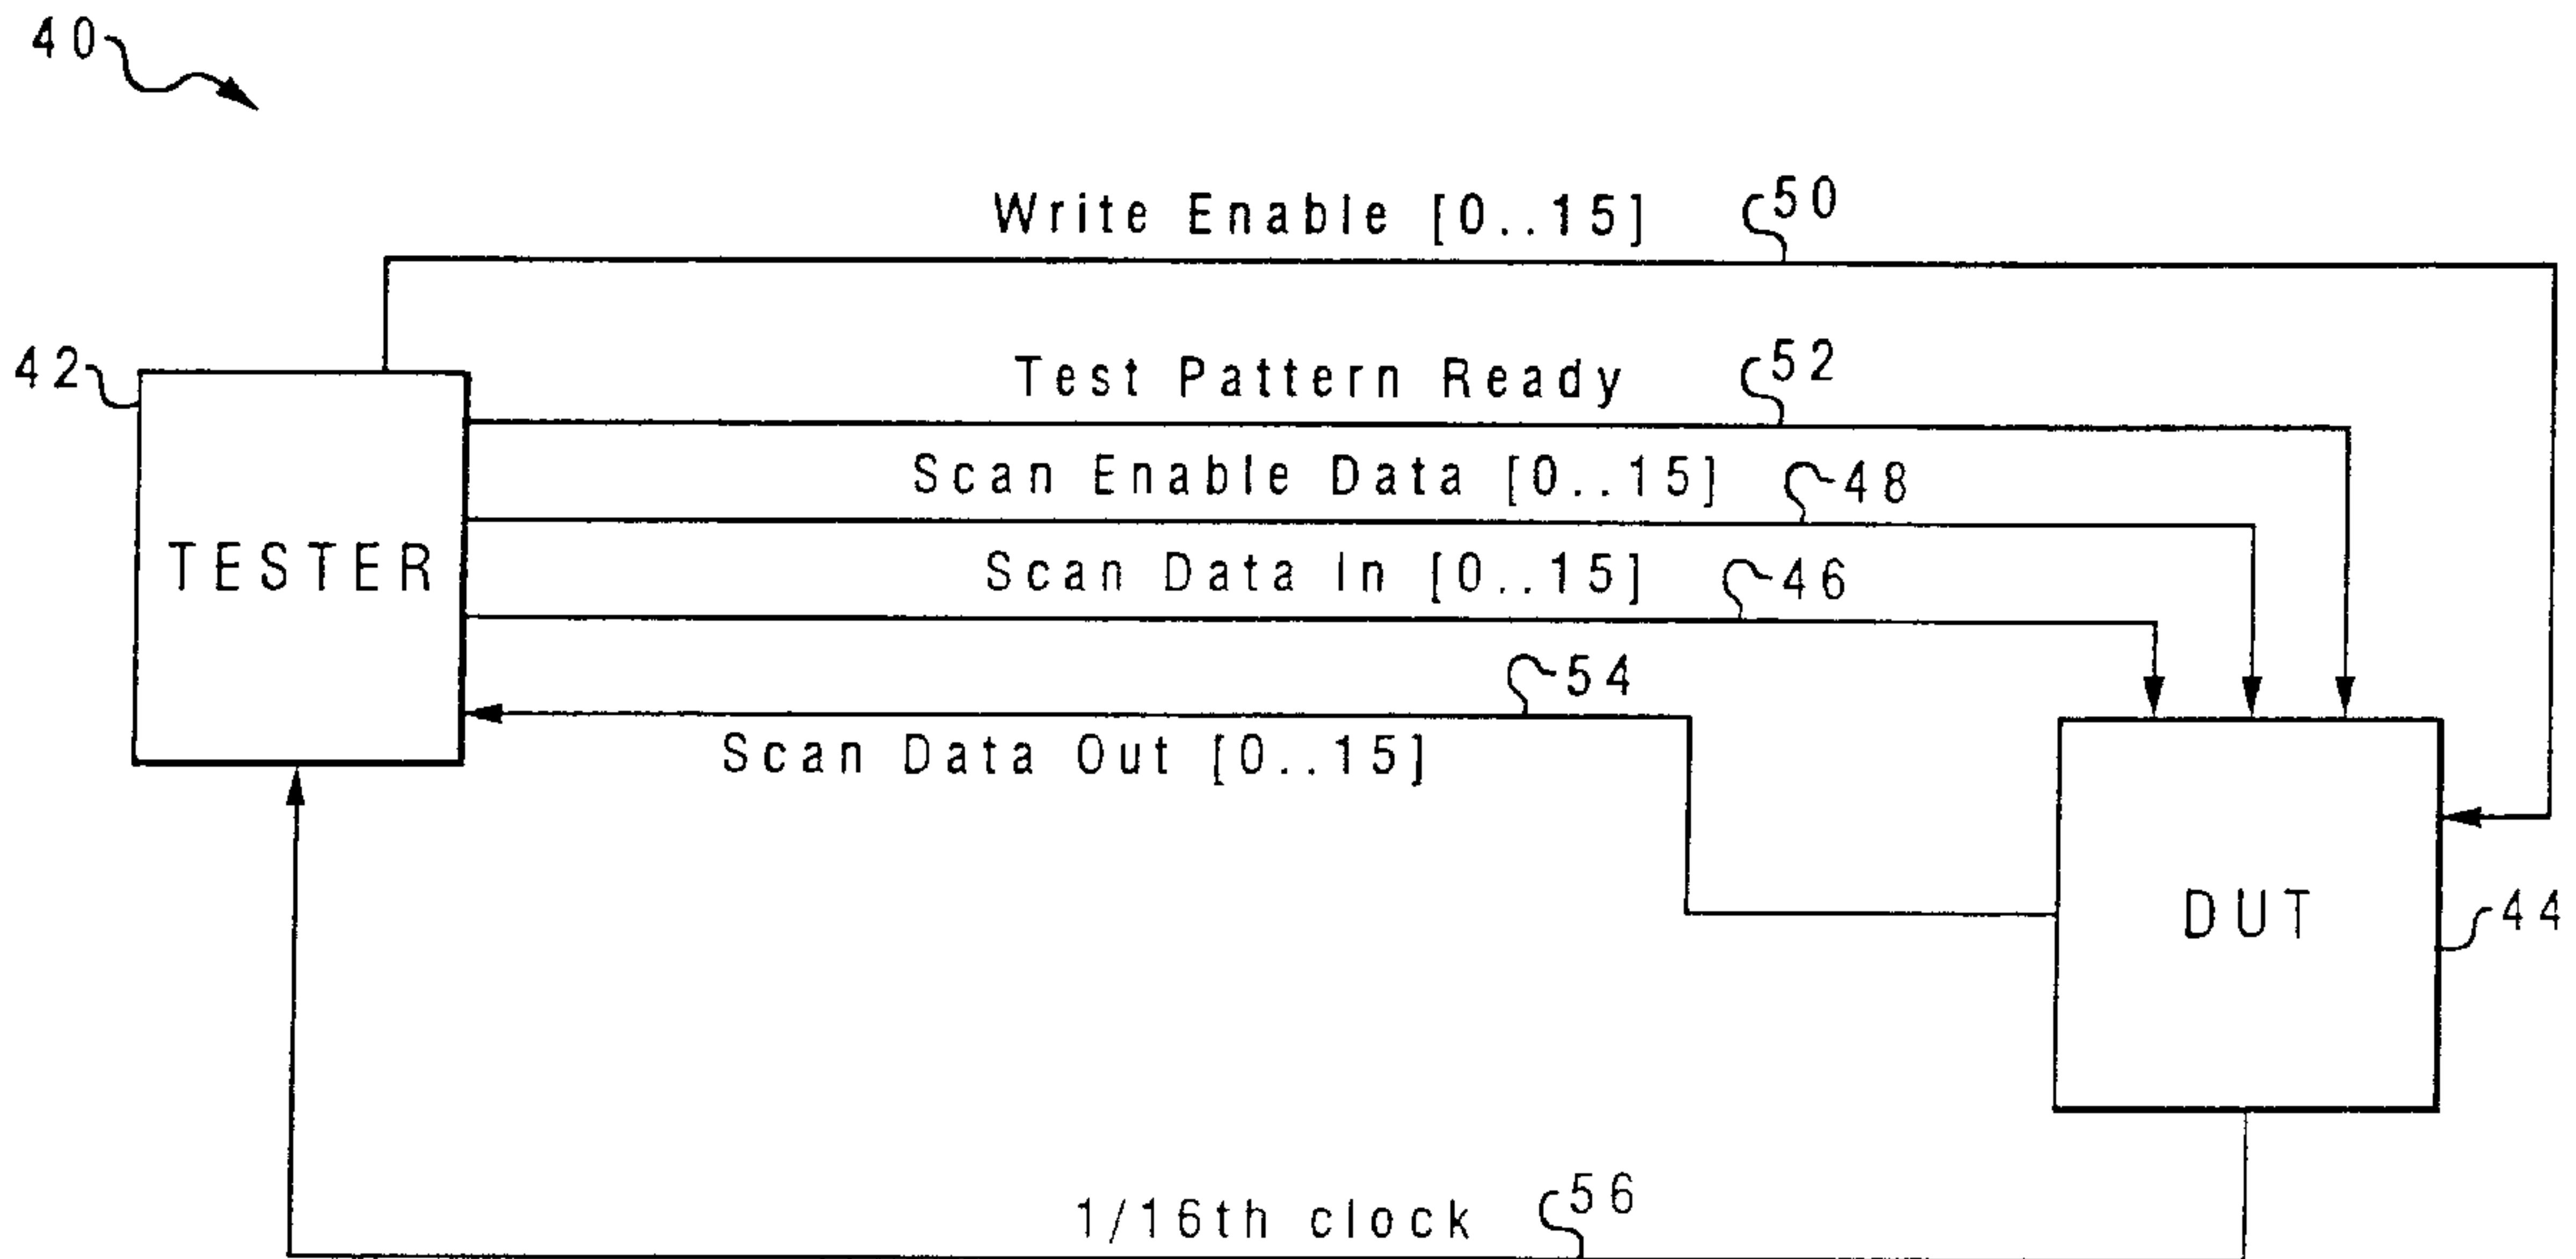 40
Write Enable [0..15]
50
42
Test Pattern Ready
52
Scan Enable Data [0..15]
48
TESTER
Scan Data In [0..15]
46
54
Scan Data Out [0..15]
DUT
44
1/16th clock
56